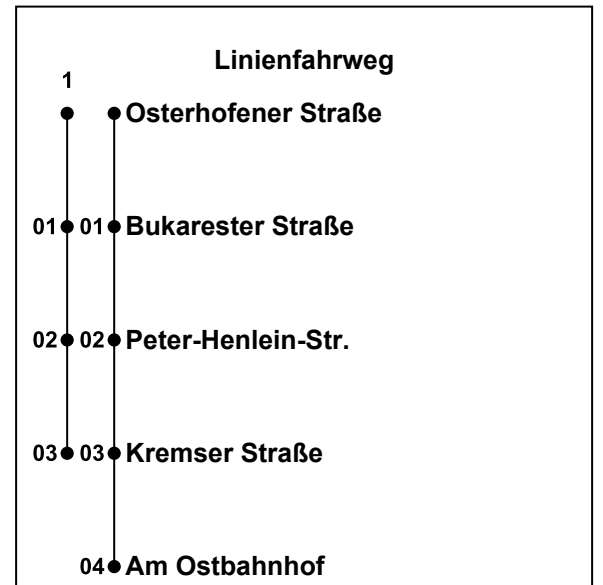 Linienfahrweg
1
Osterhofener Straße
01 01 Bukarester Straße
02 02 Peter-Henlein-Str.
03 03 Kremser Straße
04 Am Ostbahnhof